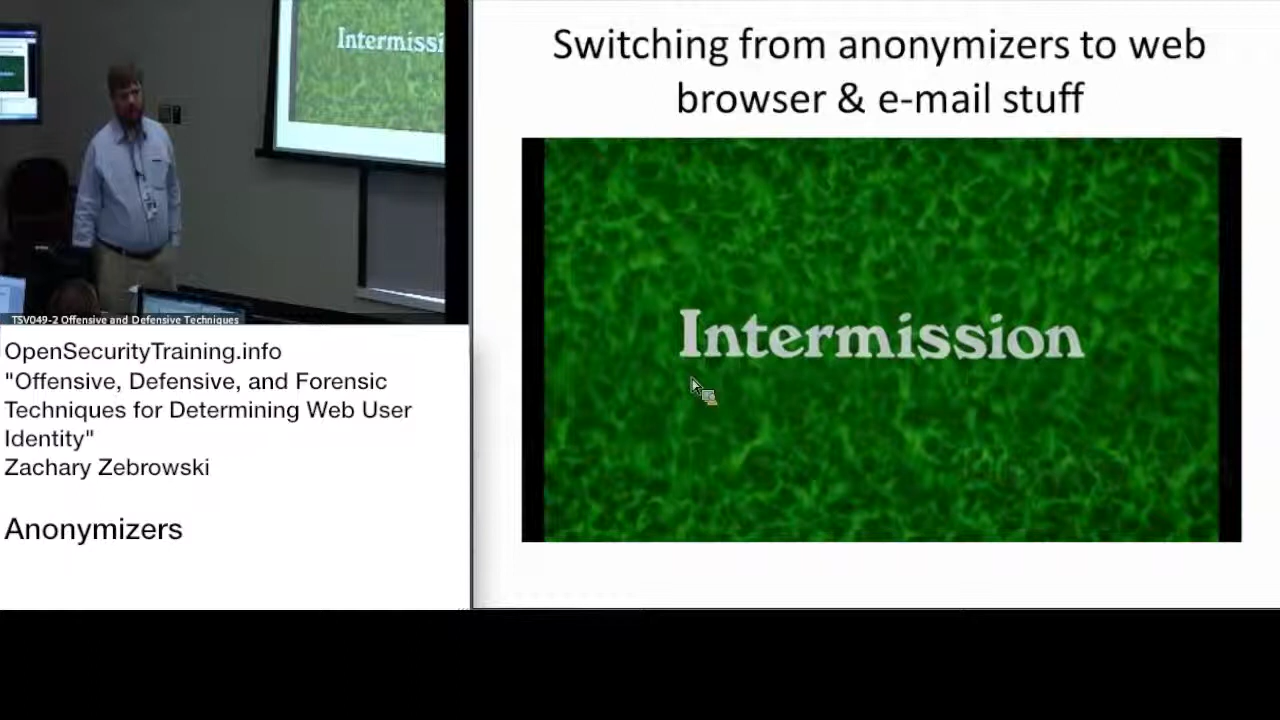 Intermissi
TSV049-2 Offensive and Defensive Techniques
OpenSecurityTraining.info
"Offensive, Defensive, and Forensic
Techniques for Determining Web User
Identity"
Zachary Zebrowski
Anonymizers
Switching from anonymizers to web
browser & e-mail stuff
Intermission